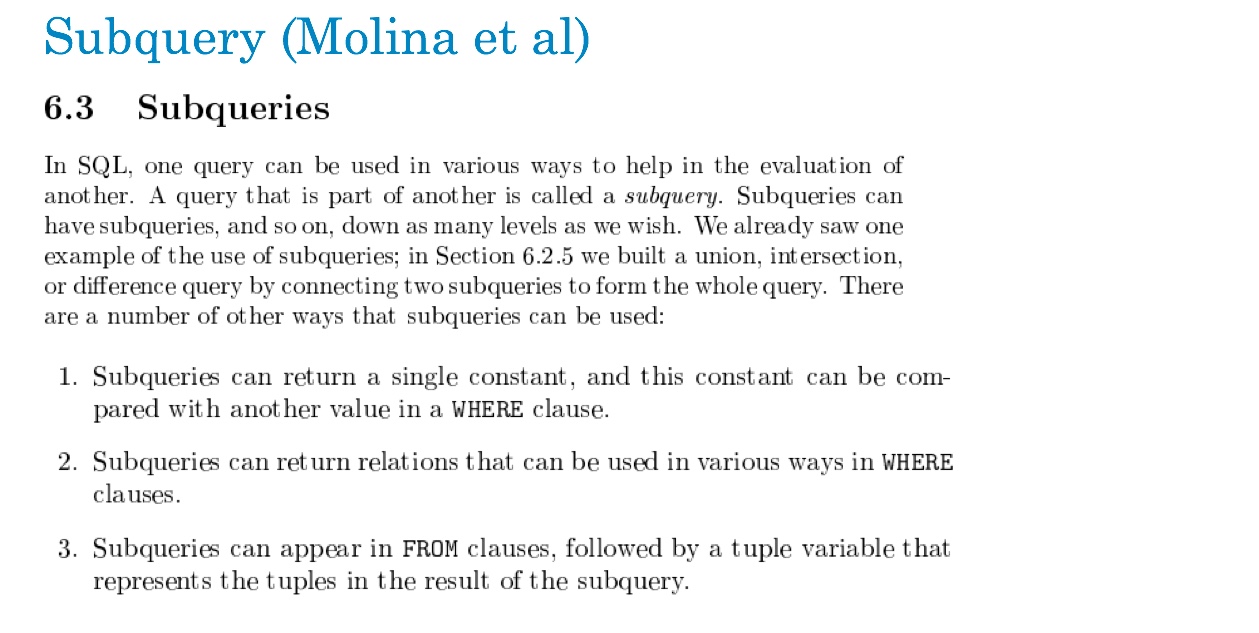 Subquery (Molina et al)
6.3 Subqueries
In SQL, one query can be used in various ways to help in the evaluation of
another. A query that is part of another is called a subquery. Subqueries can
have subqueries, and so on, down as many levels as we wish. We already saw one
example of the use of subqueries; in Section 6.2.5 we built a union, intersection,
or difference query by connecting two subqueries to form the whole query. There
are a number of other ways that subqueries can be used:
1. Subqueries can return a single constant, and this constant can be com-
pared with another value in a WHERE clause.
2. Subqueries can return relations that can be used in various ways in WHERE
clauses.
3. Subqueries can appear in FROM clauses, followed by a tuple variable that
represents the tuples in the result of the subquery.